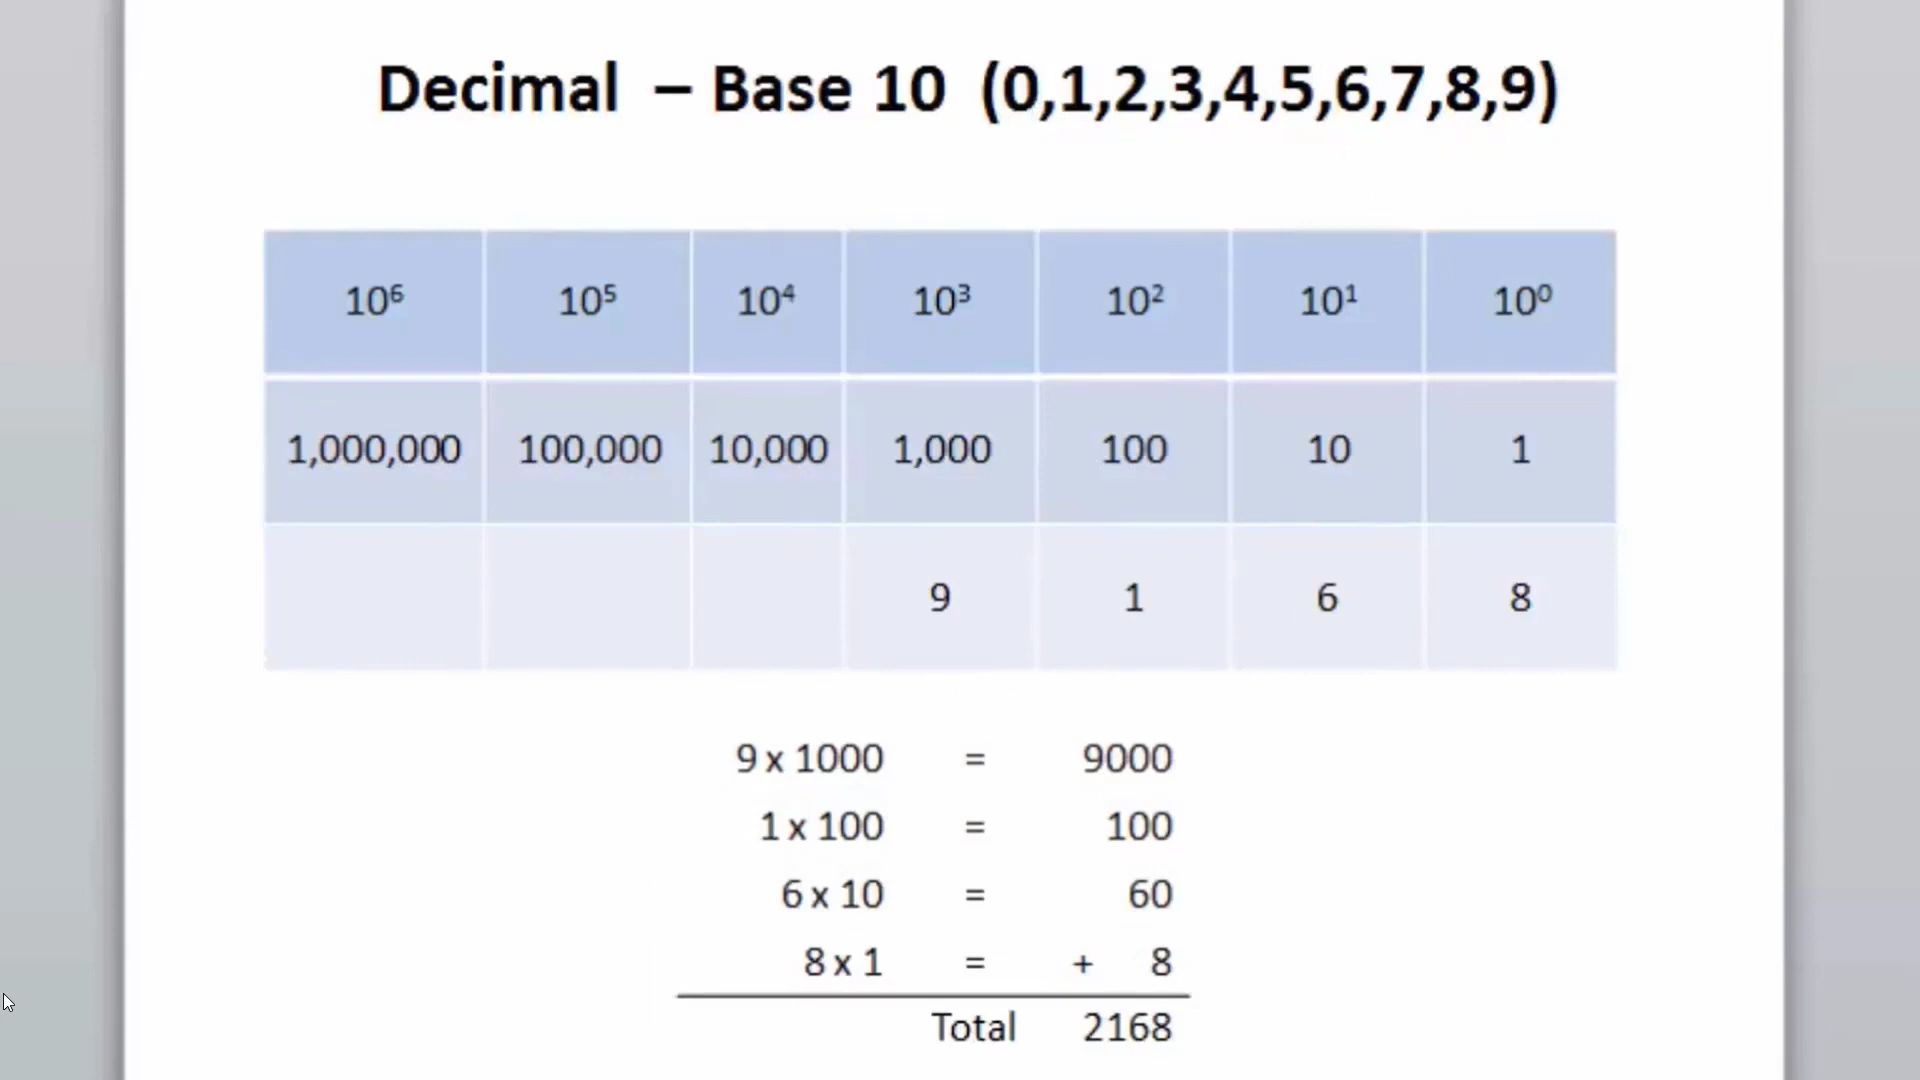 Decimal – Base 10 (0,1,2,3,4,5,6,7,8,9)
10⁶ 10⁵ 10⁴ 10³ 10² 10¹ 10⁰
1,000,000 100,000 10,000 1,000 100 10 1
9 1 6 8
9 x 1000 = 9000
1 x 100 = 100
6 x 10 = 60
8 x 1 = + 8
Total 2168